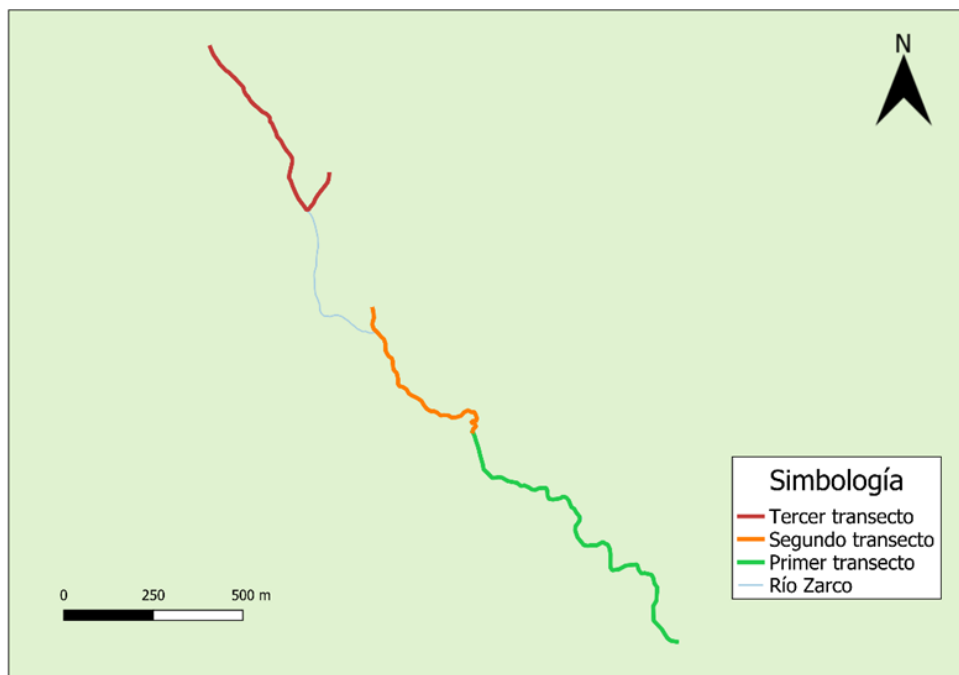 N
Simbología
Tercer transecto
Segundo transecto
Primer transecto
Río Zarco
0 250 500 m